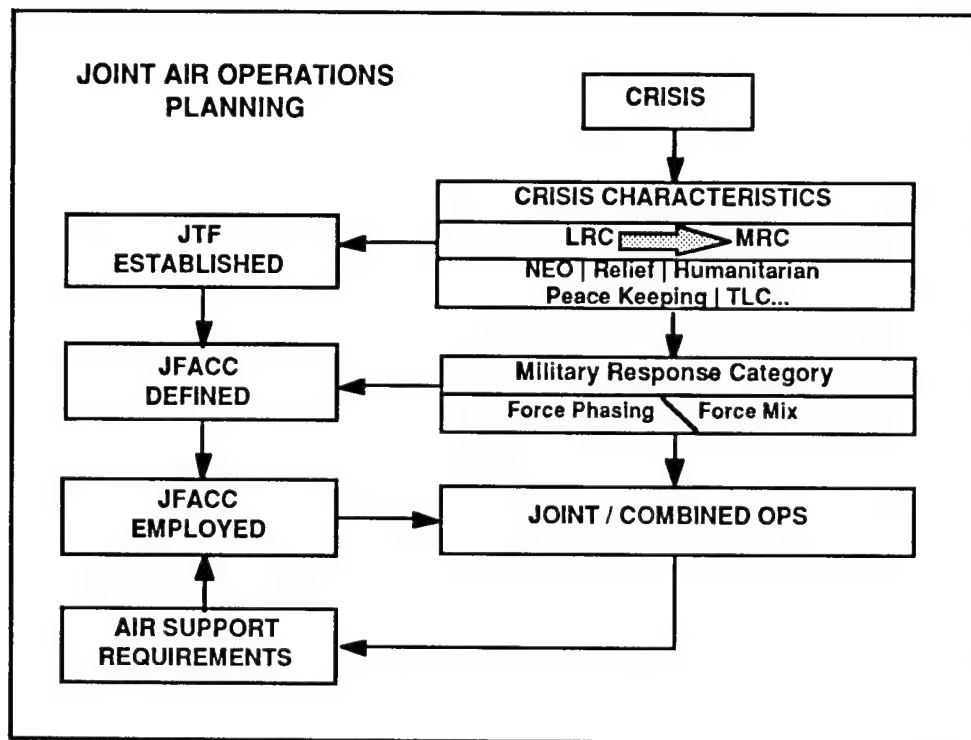 JOINT AIR OPERATIONS
PLANNING
CRISIS
CRISIS CHARACTERISTICS
LRC MRC
NEO | Relief | Humanitarian
Peace Keeping | TLC...
JTF
ESTABLISHED
JFACC
DEFINED
Military Response Category
Force Phasing Force Mix
JFACC
EMPLOYED
JOINT / COMBINED OPS
AIR SUPPORT
REQUIREMENTS